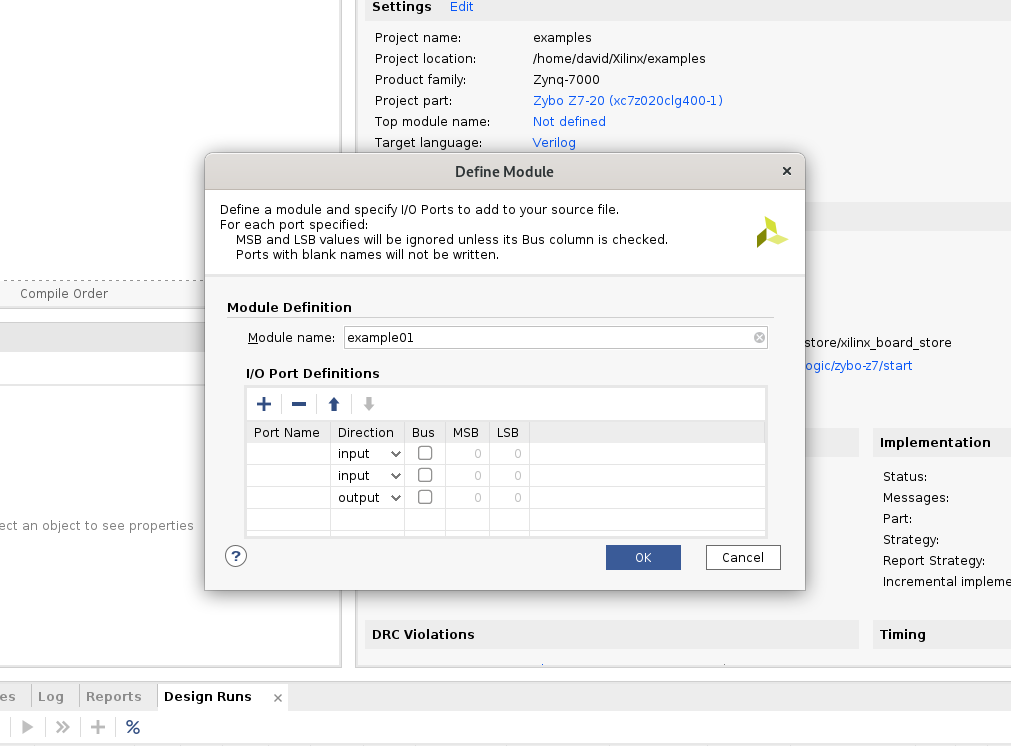 Settings Edit
Project name: examples
Project location: /home/david/Xilinx/examples
Product family: Zynq-7000
Project part: Zybo Z7-20 (xc7z020clg400-1)
Top module name: Not defined
Target language: Verilog
Define Module
Define a module and specify I/O Ports to add to your source file.
For each port specified:
MSB and LSB values will be ignored unless its Bus column is checked.
Ports with blank names will not be written.
Compile Order
Module Definition
Module name: example01
store/xilinx_board_store
ogic/zybo-z7/start
I/O Port Definitions
Port Name Direction Bus MSB LSB
input 0 0
input 0 0
output 0 0
ect an object to see properties
? OK Cancel
Implementation
Status:
Messages:
Part:
Strategy:
Report Strategy:
Incremental impleme
DRC Violations
Timing
es Log Reports Design Runs
%